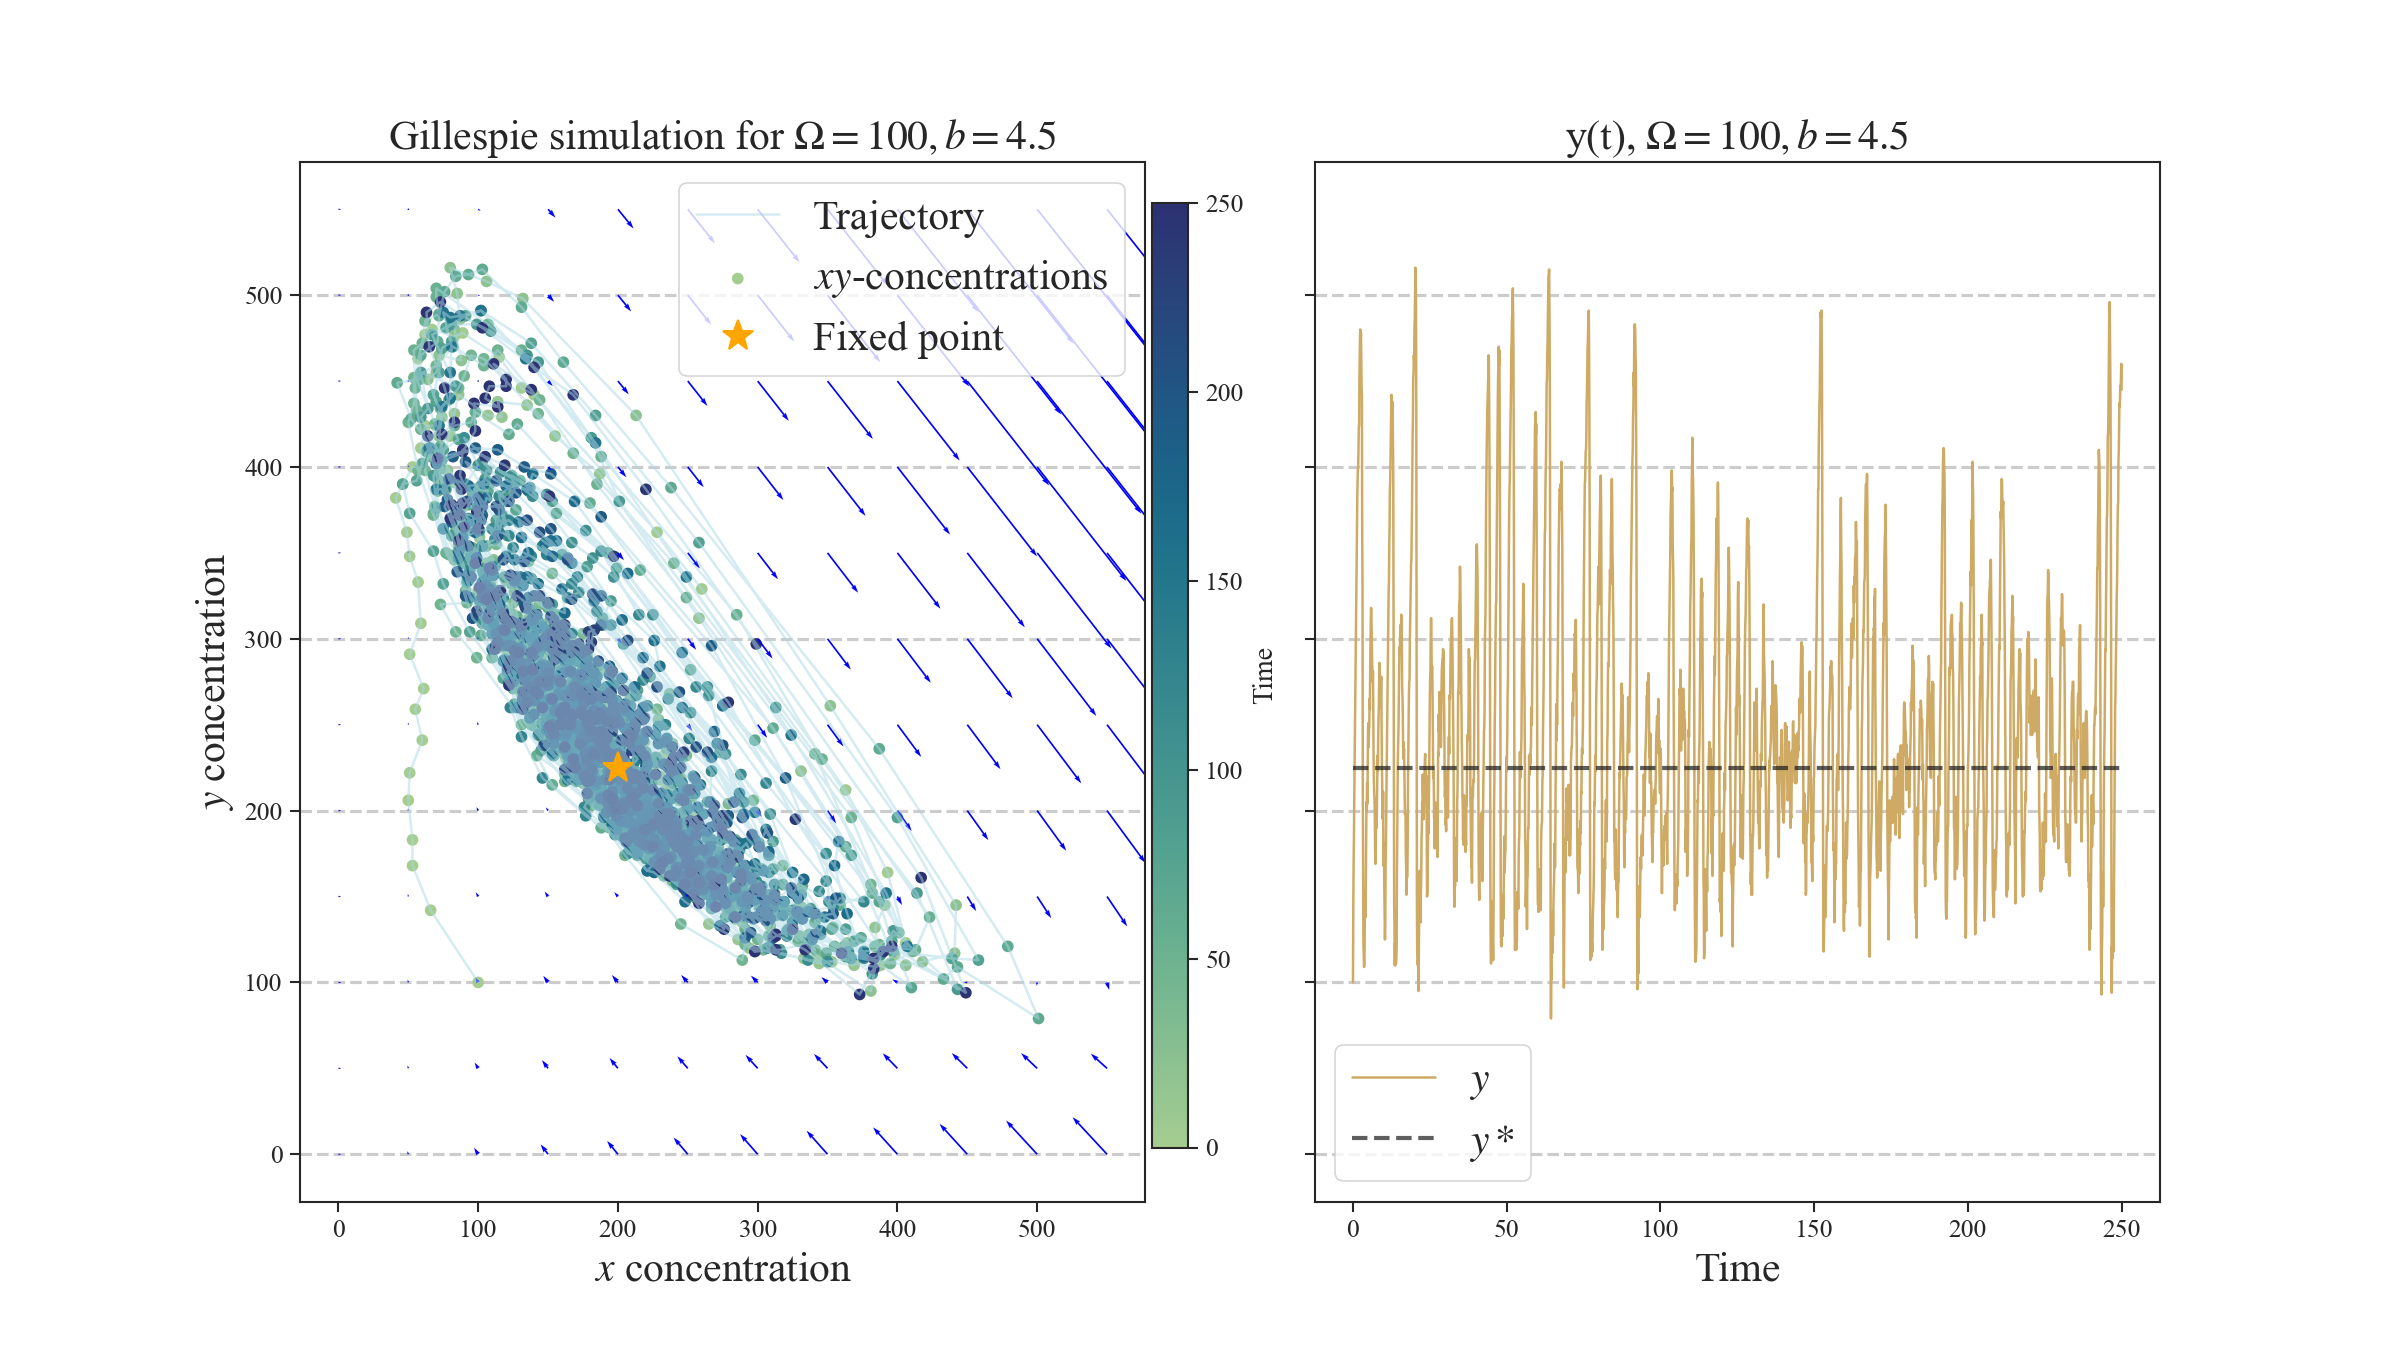 Gillespie simulation for Ω = 100, b = 4.5
Trajectory
xy-concentrations
Fixed point
500
400
300
200
100
0
y concentration
0 100 200 300 400 500
x concentration
250
200
150
100
50
0
Time
y(t), Ω = 100, b = 4.5
y
y*
0 50 100 150 200 250
Time